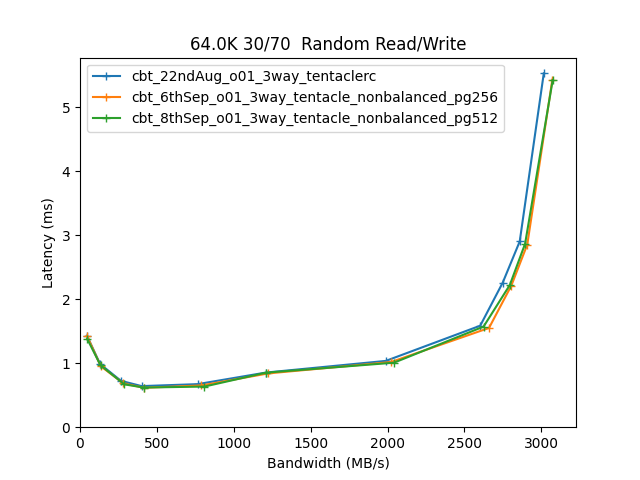 64.0K 30/70  Random Read/Write
cbt_22ndAug_o01_3way_tentaclerc
cbt_6thSep_o01_3way_tentacle_nonbalanced_pg256
cbt_8thSep_o01_3way_tentacle_nonbalanced_pg512
Latency (ms)
5
4
3
2
1
0
0 500 1000 1500 2000 2500 3000
Bandwidth (MB/s)